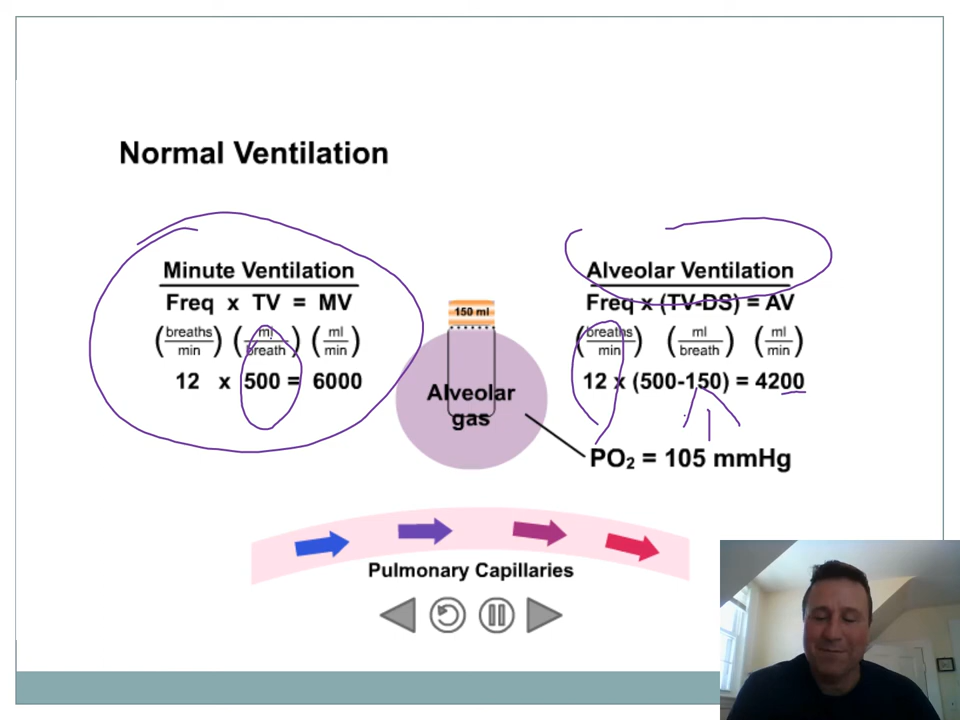 Normal Ventilation
Minute Ventilation
Freq x TV = MV
(breaths/min) (ml/breath) (ml/min)
12 x 500 = 6000
150 ml
Alveolar gas
Alveolar Ventilation
Freq x (TV-DS) = AV
(breaths/min) (ml/breath) (ml/min)
12 x (500-150) = 4200
PO₂ = 105 mmHg
Pulmonary Capillaries